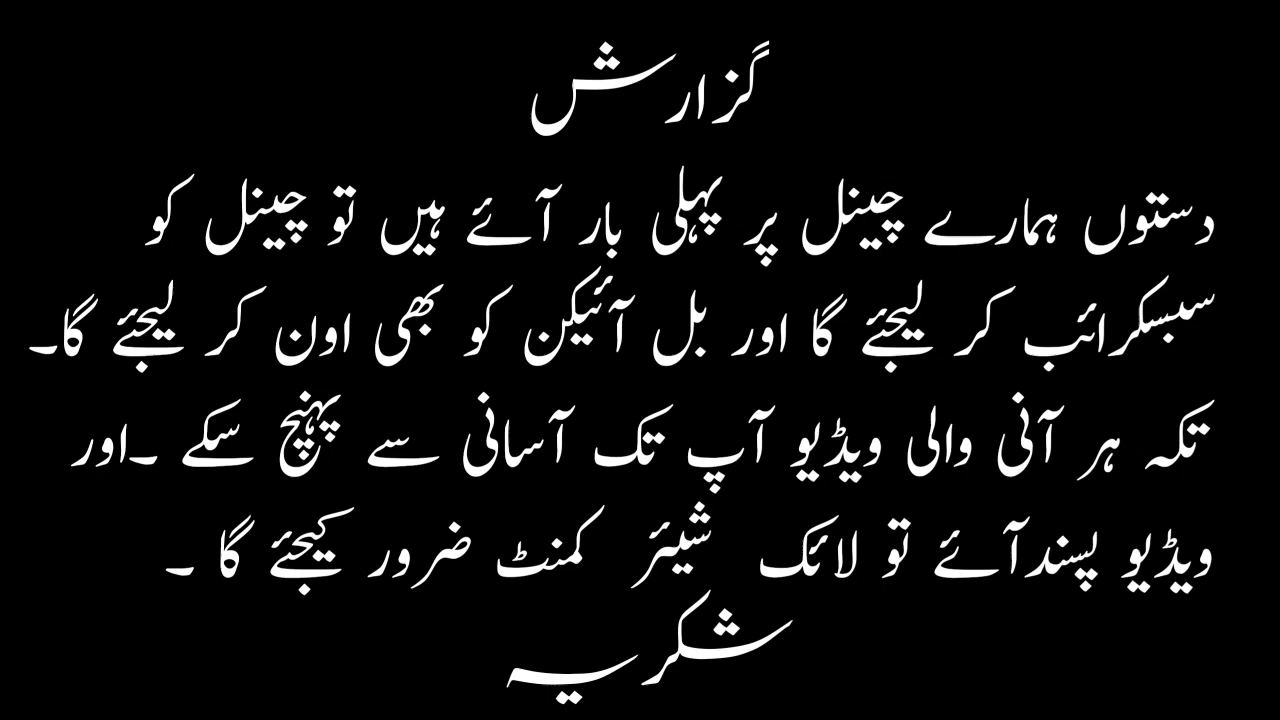 گزارش
دستوں ہمارے چینل پر پہلی بار آئے ہیں تو چینل کو
سبسکرائب کر لیجئے گا اور بل آئیکن کو بھی اون کر لیجئے گا۔
تکہ ہر آنی والی ویڈیو آپ تک آسانی سے پہنچ سکے ۔اور
ویڈیو پسندآئے تو لائک شیئر کمنٹ ضرور کیجئے گا ۔
شکریہ